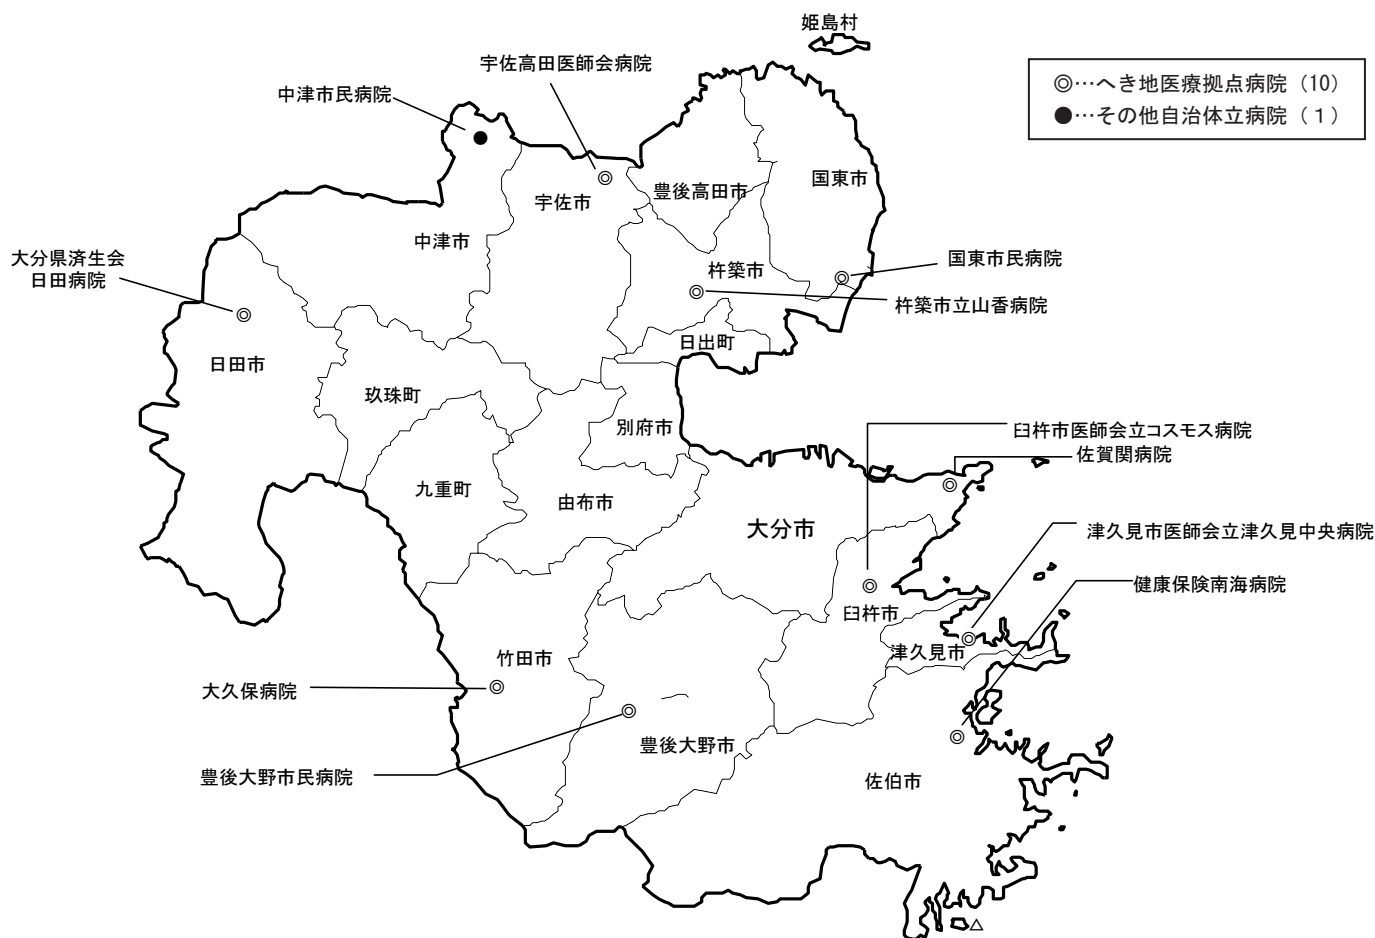 姫島村
宇佐高田医師会病院
中津市民病院
◎…へき地医療拠点病院（10）
●…その他自治体立病院（1）
国東市
豊後高田市
宇佐市
中津市
大分県済生会
日田病院
国東市民病院
杵築市
杵築市立山香病院
日出町
日田市
玖珠町
別府市
臼杵市医師会立コスモス病院
佐賀関病院
九重町
由布市
大分市
津久見市医師会立津久見中央病院
健康保険南海病院
臼杵市
津久見市
竹田市
大久保病院
豊後大野市
豊後大野市民病院
佐伯市